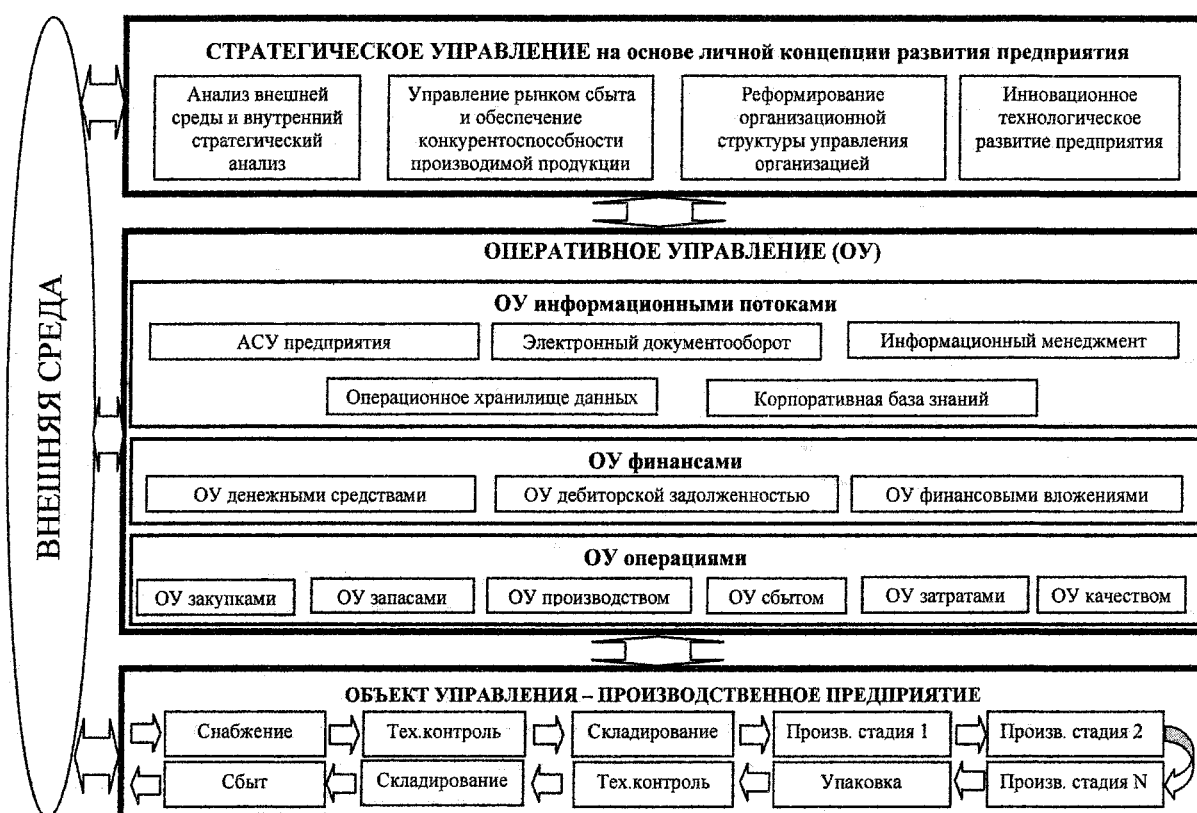 ВНЕШНЯЯ СРЕДА
СТРАТЕГИЧЕСКОЕ УПРАВЛЕНИЕ на основе личной концепции развития предприятия
Анализ внешней
среды и внутренний
стратегический
анализ
Управление рынком сбыта
и обеспечение
конкурентоспособности
производимой продукции
Реформирование
организационной
структуры управления
организацией
Инновационное
технологическое
развитие предприятия
ОПЕРАТИВНОЕ УПРАВЛЕНИЕ (ОУ)
ОУ информационными потоками
АСУ предприятия
Электронный документооборот
Информационный менеджмент
Операционное хранилище данных
Корпоративная база знаний
ОУ финансами
ОУ денежными средствами
ОУ дебиторской задолженностью
ОУ финансовыми вложениями
ОУ операциями
ОУ закупками
ОУ запасами
ОУ производством
ОУ сбытом
ОУ затратами
ОУ качеством
ОБЪЕКТ УПРАВЛЕНИЯ – ПРОИЗВОДСТВЕННОЕ ПРЕДПРИЯТИЕ
Снабжение
Тех.контроль
Складирование
Произв. стадия 1
Произв. стадия 2
Сбыт
Складирование
Тех.контроль
Упаковка
Произв. стадия N